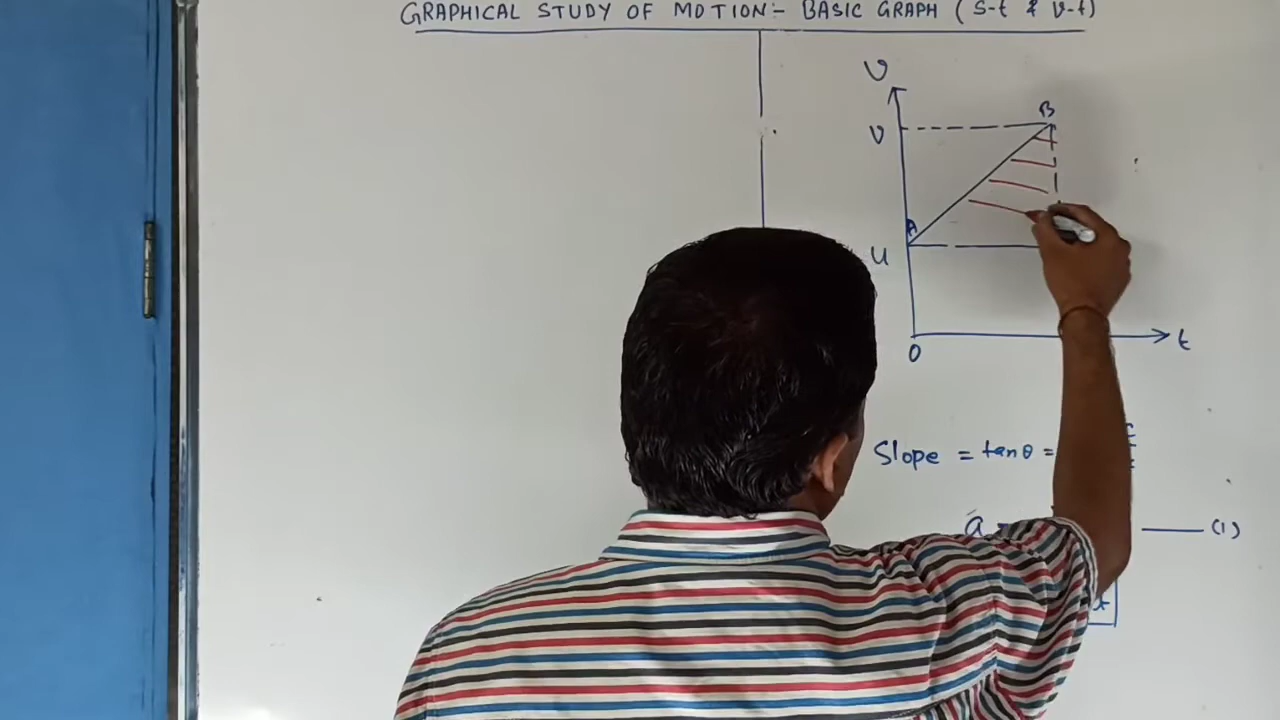 GRAPHICAL STUDY OF MOTION:- BASIC GRAPH (S-t & v-t)
v
B
v
A
u
t
O
Slope = tanθ =
a
(1)
t